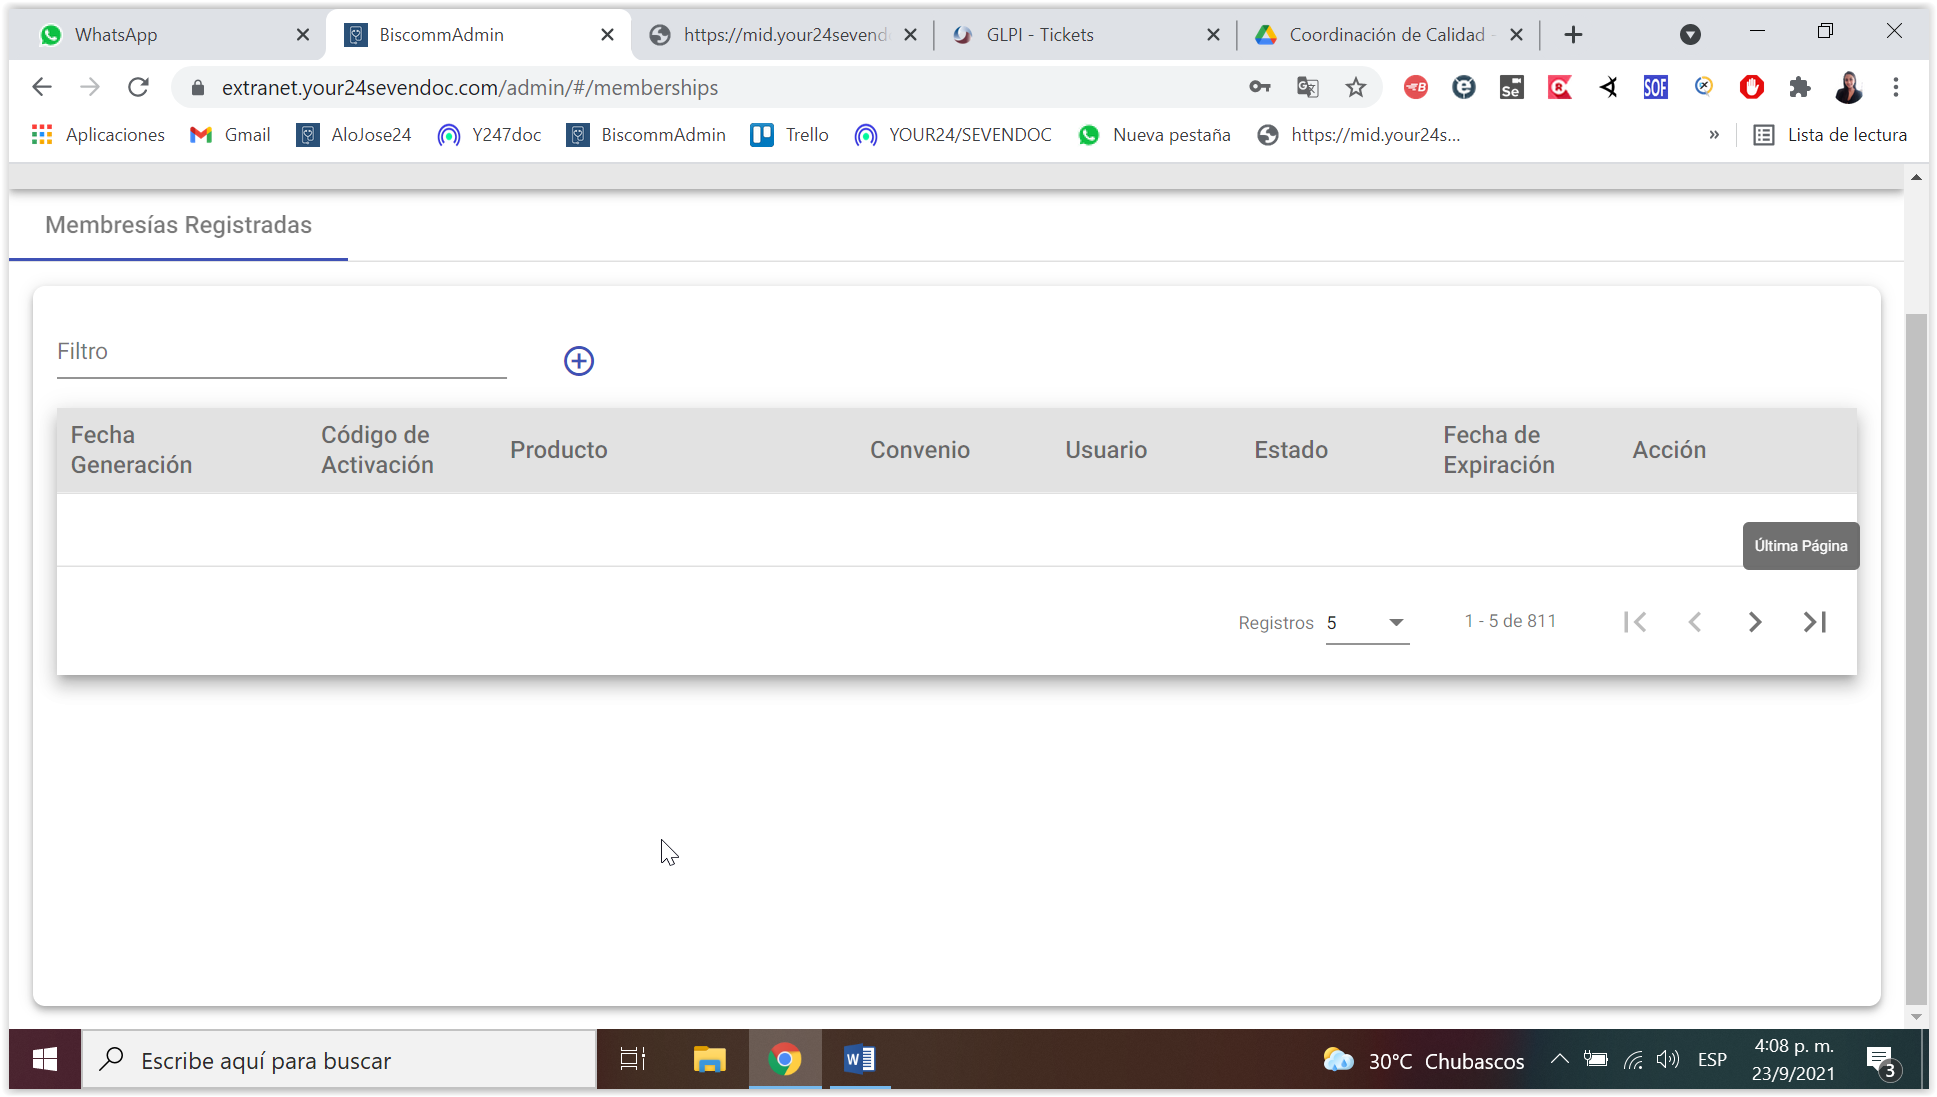 WhatsApp
BiscommAdmin
https://mid.your24sevend
GLPI - Tickets
Coordinación de Calidad -
extranet.your24sevendoc.com/admin/#/memberships
Se
SOF
Aplicaciones
Gmail
AloJose24
Y247doc
BiscommAdmin
Trello
YOUR24/SEVENDOC
Nueva pestaña
https://mid.your24s...
»
Lista de lectura
Membresías Registradas
Filtro
Fecha
Generación
Código de
Activación
Producto
Convenio
Usuario
Estado
Fecha de
Expiración
Acción
Última Página
Registros 5
1 - 5 de 811
Escribe aquí para buscar
30°C Chubascos
ESP
4:08 p. m.
23/9/2021
3